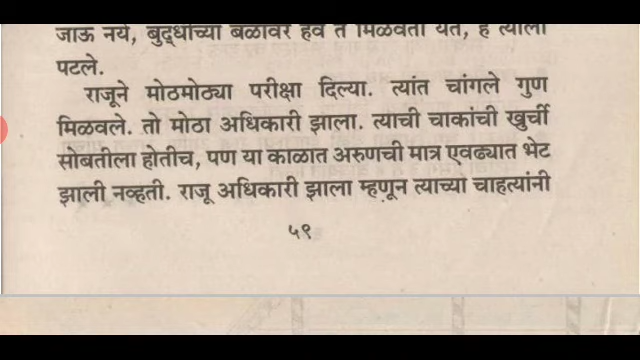 जाऊ नये, बुद्धीच्या बळावर हवे ते मिळवता येते, हे त्याला
पटले.
राजूने मोठमोठ्या परीक्षा दिल्या. त्यांत चांगले गुण
मिळवले. तो मोठा अधिकारी झाला. त्याची चाकांची खुर्ची
सोबतीला होतीच, पण या काळात अरुणची मात्र एवढ्यात भेट
झाली नव्हती. राजू अधिकारी झाला म्हणून त्याच्या चाहत्यांनी
५९